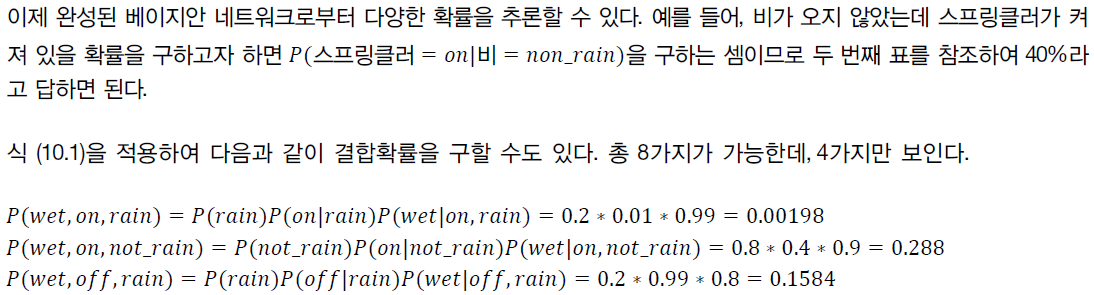 이제 완성된 베이지안 네트워크로부터 다양한 확률을 추론할 수 있다. 예를 들어, 비가 오지 않았는데 스프링클러가 켜
져 있을 확률을 구하고자 하면 P(스프링클러 = on|비 = non_rain)을 구하는 셈이므로 두 번째 표를 참조하여 40%라
고 답하면 된다.
식 (10.1)을 적용하여 다음과 같이 결합확률을 구할 수도 있다. 총 8가지가 가능한데, 4가지만 보인다.
P(wet, on, rain) = P(rain)P(on|rain)P(wet|on, rain) = 0.2 * 0.01 * 0.99 = 0.00198
P(wet, on, not_rain) = P(not_rain)P(on|not_rain)P(wet|on, not_rain) = 0.8 * 0.4 * 0.9 = 0.288
P(wet, off, rain) = P(rain)P(off|rain)P(wet|off, rain) = 0.2 * 0.99 * 0.8 = 0.1584